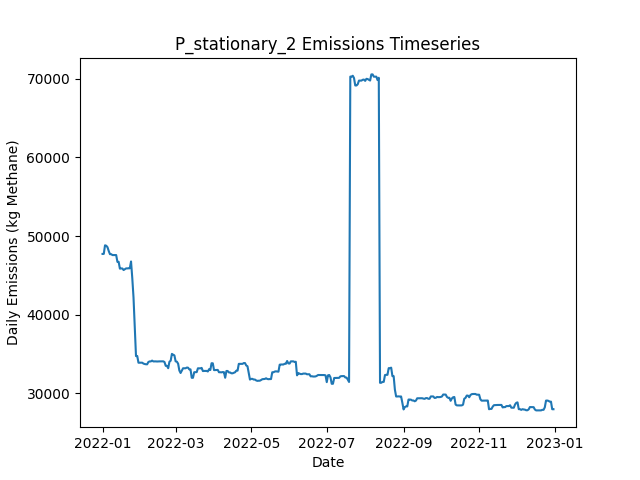 P_stationary_2 Emissions Timeseries
Daily Emissions (kg Methane)
70000
60000
50000
40000
30000
2022-01 2022-03 2022-05 2022-07 2022-09 2022-11 2023-01
Date